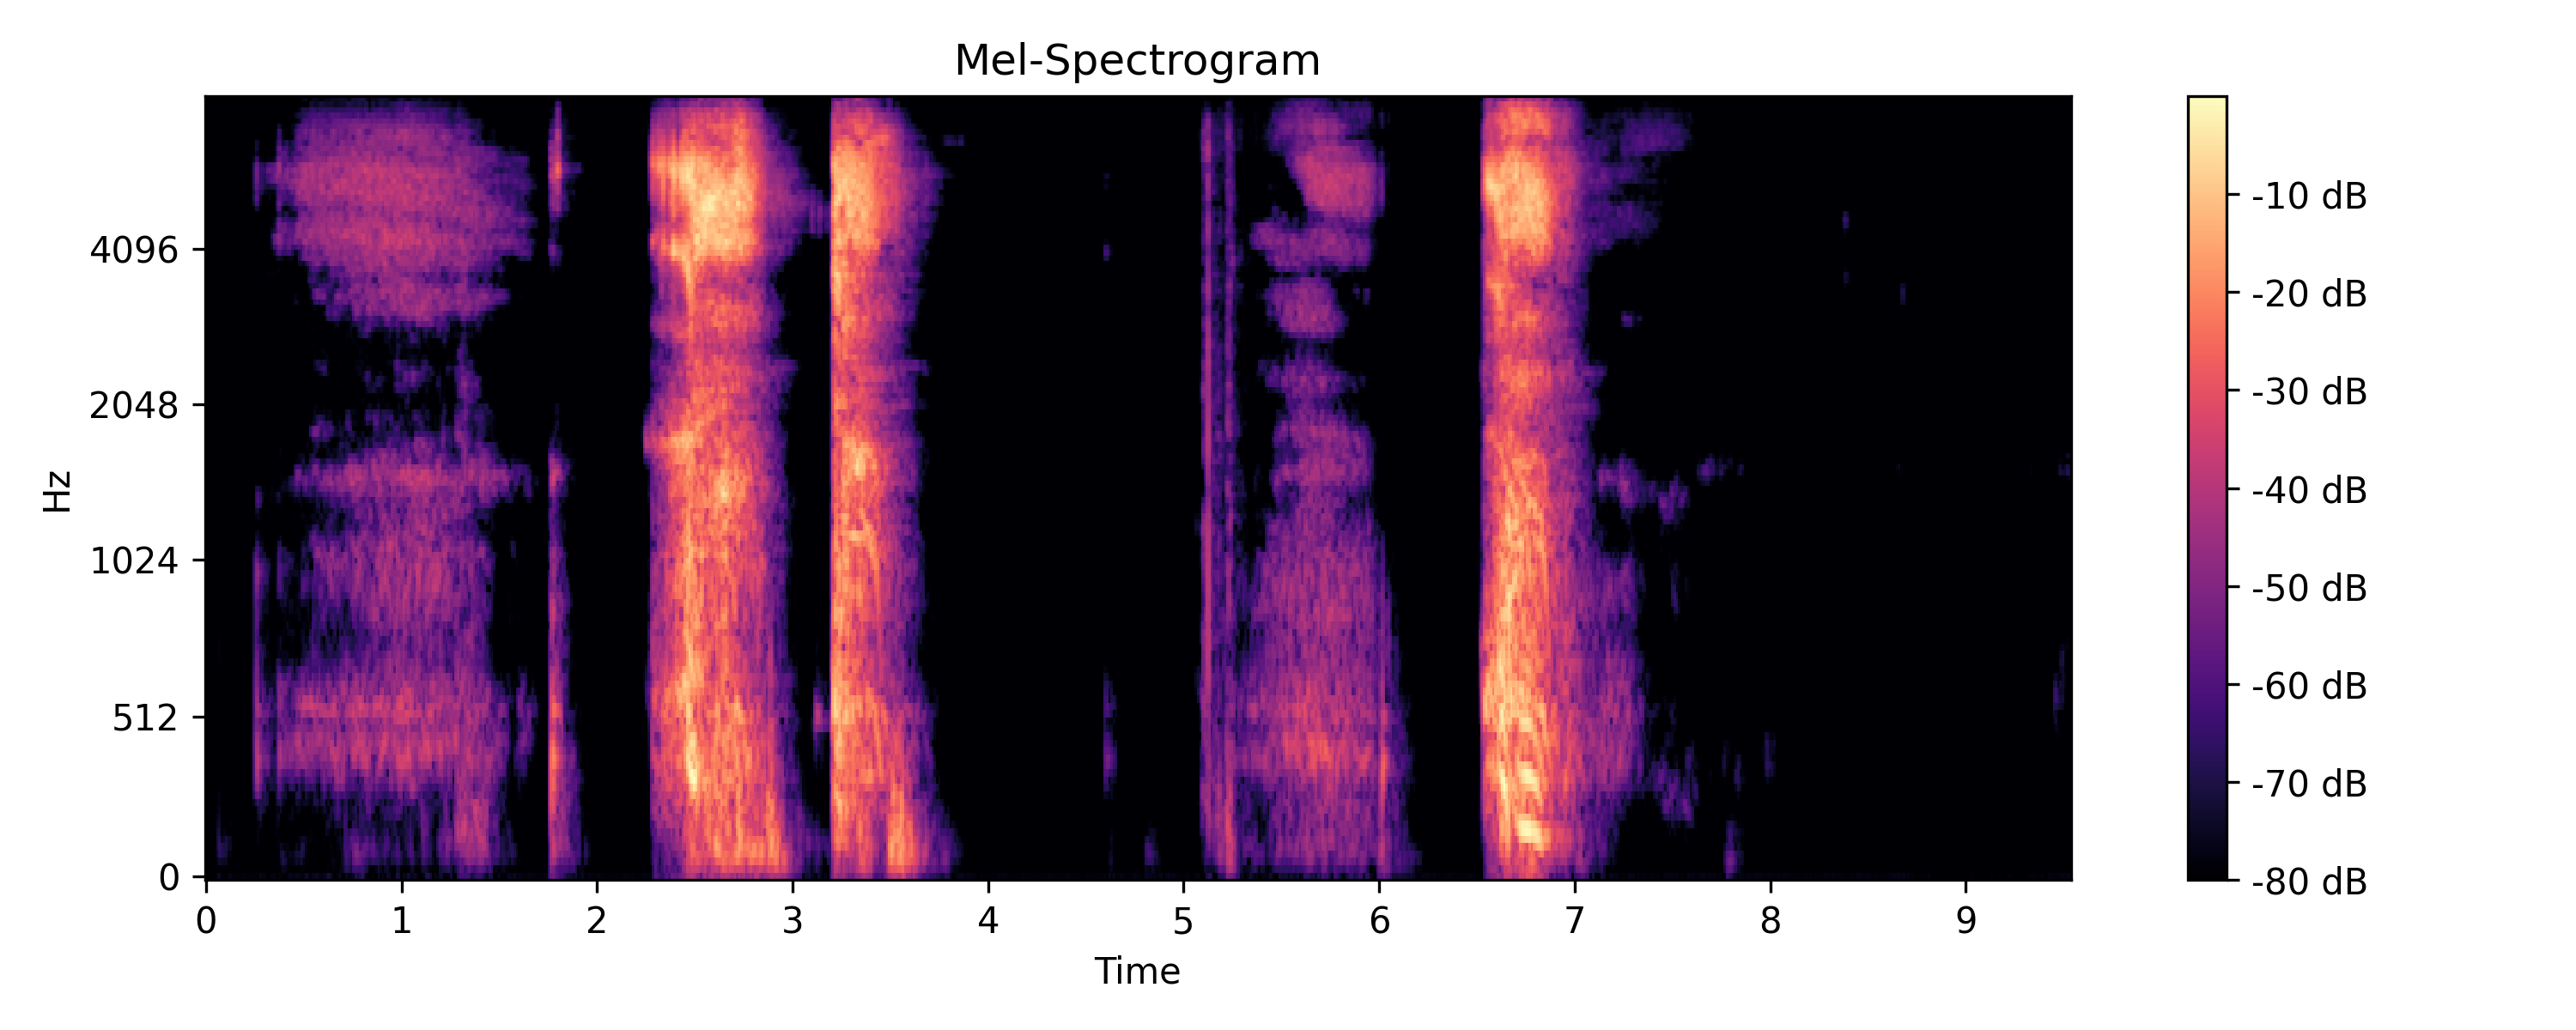 Mel-Spectrogram
Hz
4096
2048
1024
512
0
0 1 2 3 4 5 6 7 8 9
Time
-10 dB
-20 dB
-30 dB
-40 dB
-50 dB
-60 dB
-70 dB
-80 dB